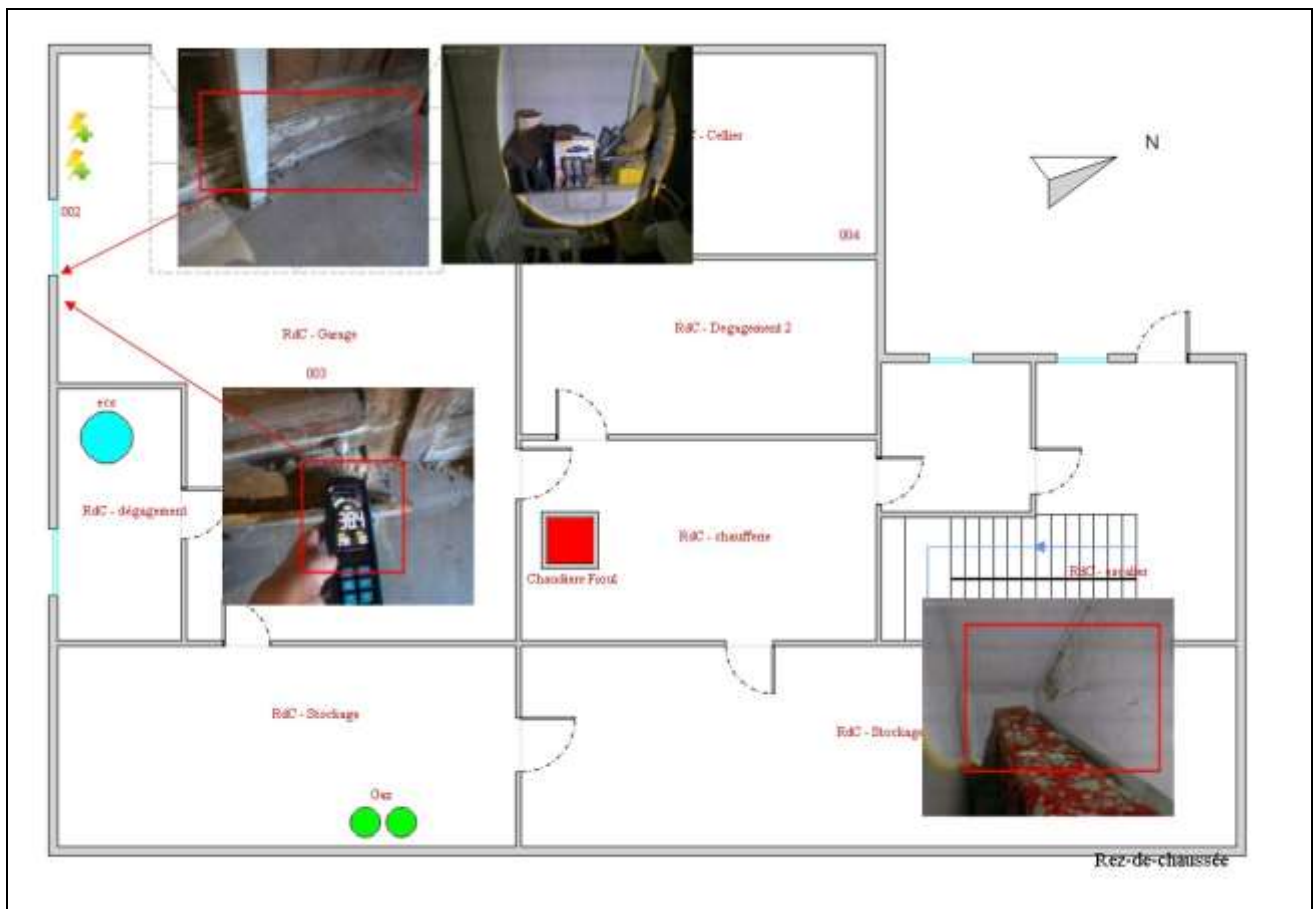 - Cellier
N
002
004
RdC - Garage
RdC - Degagement 2
003
ecs
RdC - dégagement
384
RdC - chaufferie
Chaudiere Fioul
RdC - escalier
RdC - Stockage
RdC - Stockage
Gaz
Rez-de-chaussée